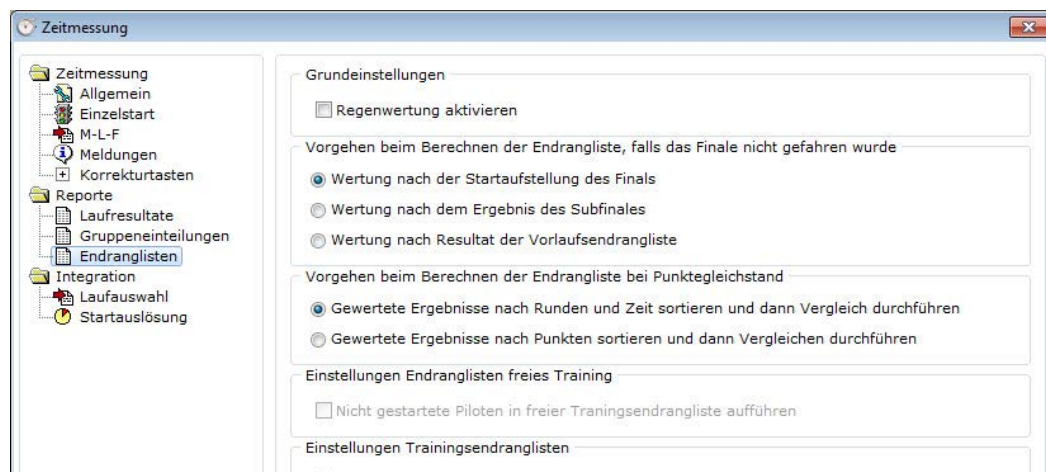 Zeitmessung
Zeitmessung
Allgemein
Einzelstart
M-L-F
Meldungen
Korrekturtasten
Reporte
Laufresultate
Gruppeneinteilungen
Endranglisten
Integration
Laufauswahl
Startauslösung
Grundeinstellungen
Regenwertung aktivieren
Vorgehen beim Berechnen der Endrangliste, falls das Finale nicht gefahren wurde
Wertung nach der Startaufstellung des Finals
Wertung nach dem Ergebnis des Subfinales
Wertung nach Resultat der Vorlaufsendrangliste
Vorgehen beim Berechnen der Endrangliste bei Punktegleichstand
Gewertete Ergebnisse nach Runden und Zeit sortieren und dann Vergleich durchführen
Gewertete Ergebnisse nach Punkten sortieren und dann Vergleichen durchführen
Einstellungen Endranglisten freies Training
Nicht gestartete Piloten in freier Traningsendrangliste aufführen
Einstellungen Trainingsendranglisten